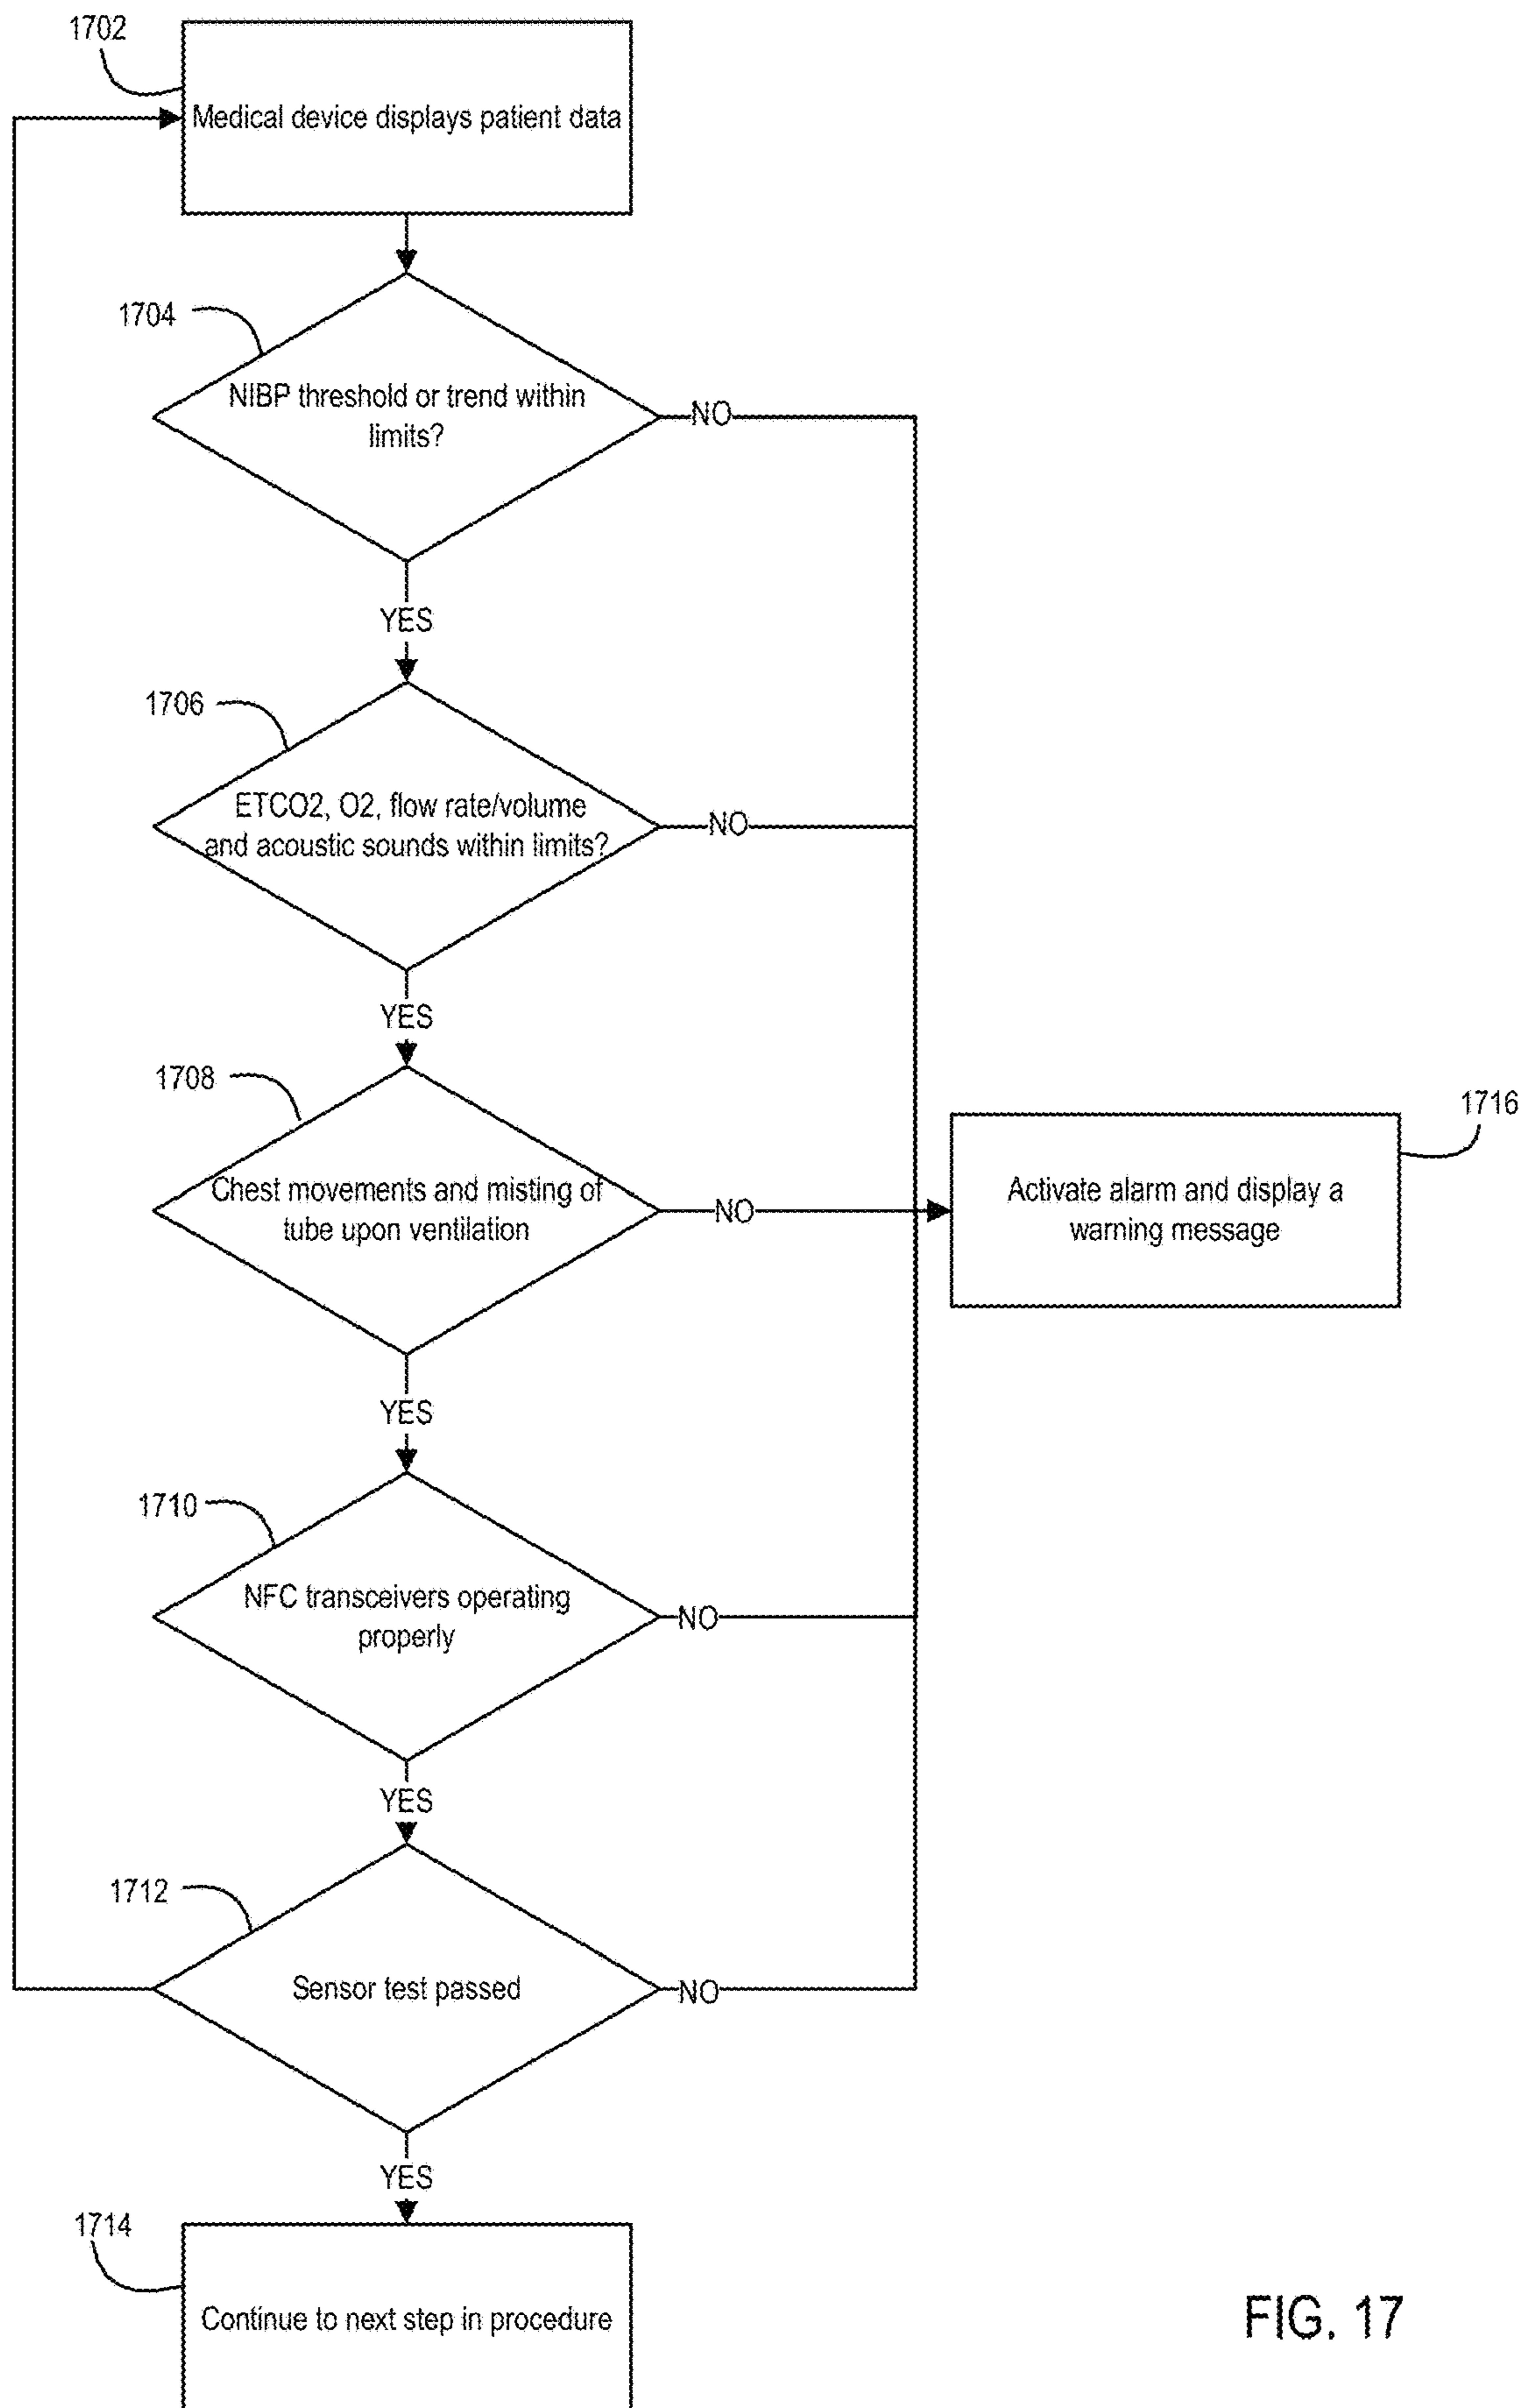 1702
Medical device displays patient data
1704
NIBP threshold or trend within
limits?
NO
YES
1706
ETCO2, O2, flow rate/volume
and acoustic sounds within limits?
NO
YES
1708
Chest movements and misting of
tube upon ventilation
NO
1716
Activate alarm and display a
warning message
YES
1710
NFC transceivers operating
properly
NO
YES
1712
Sensor test passed
NO
YES
1714
Continue to next step in procedure
FIG. 17